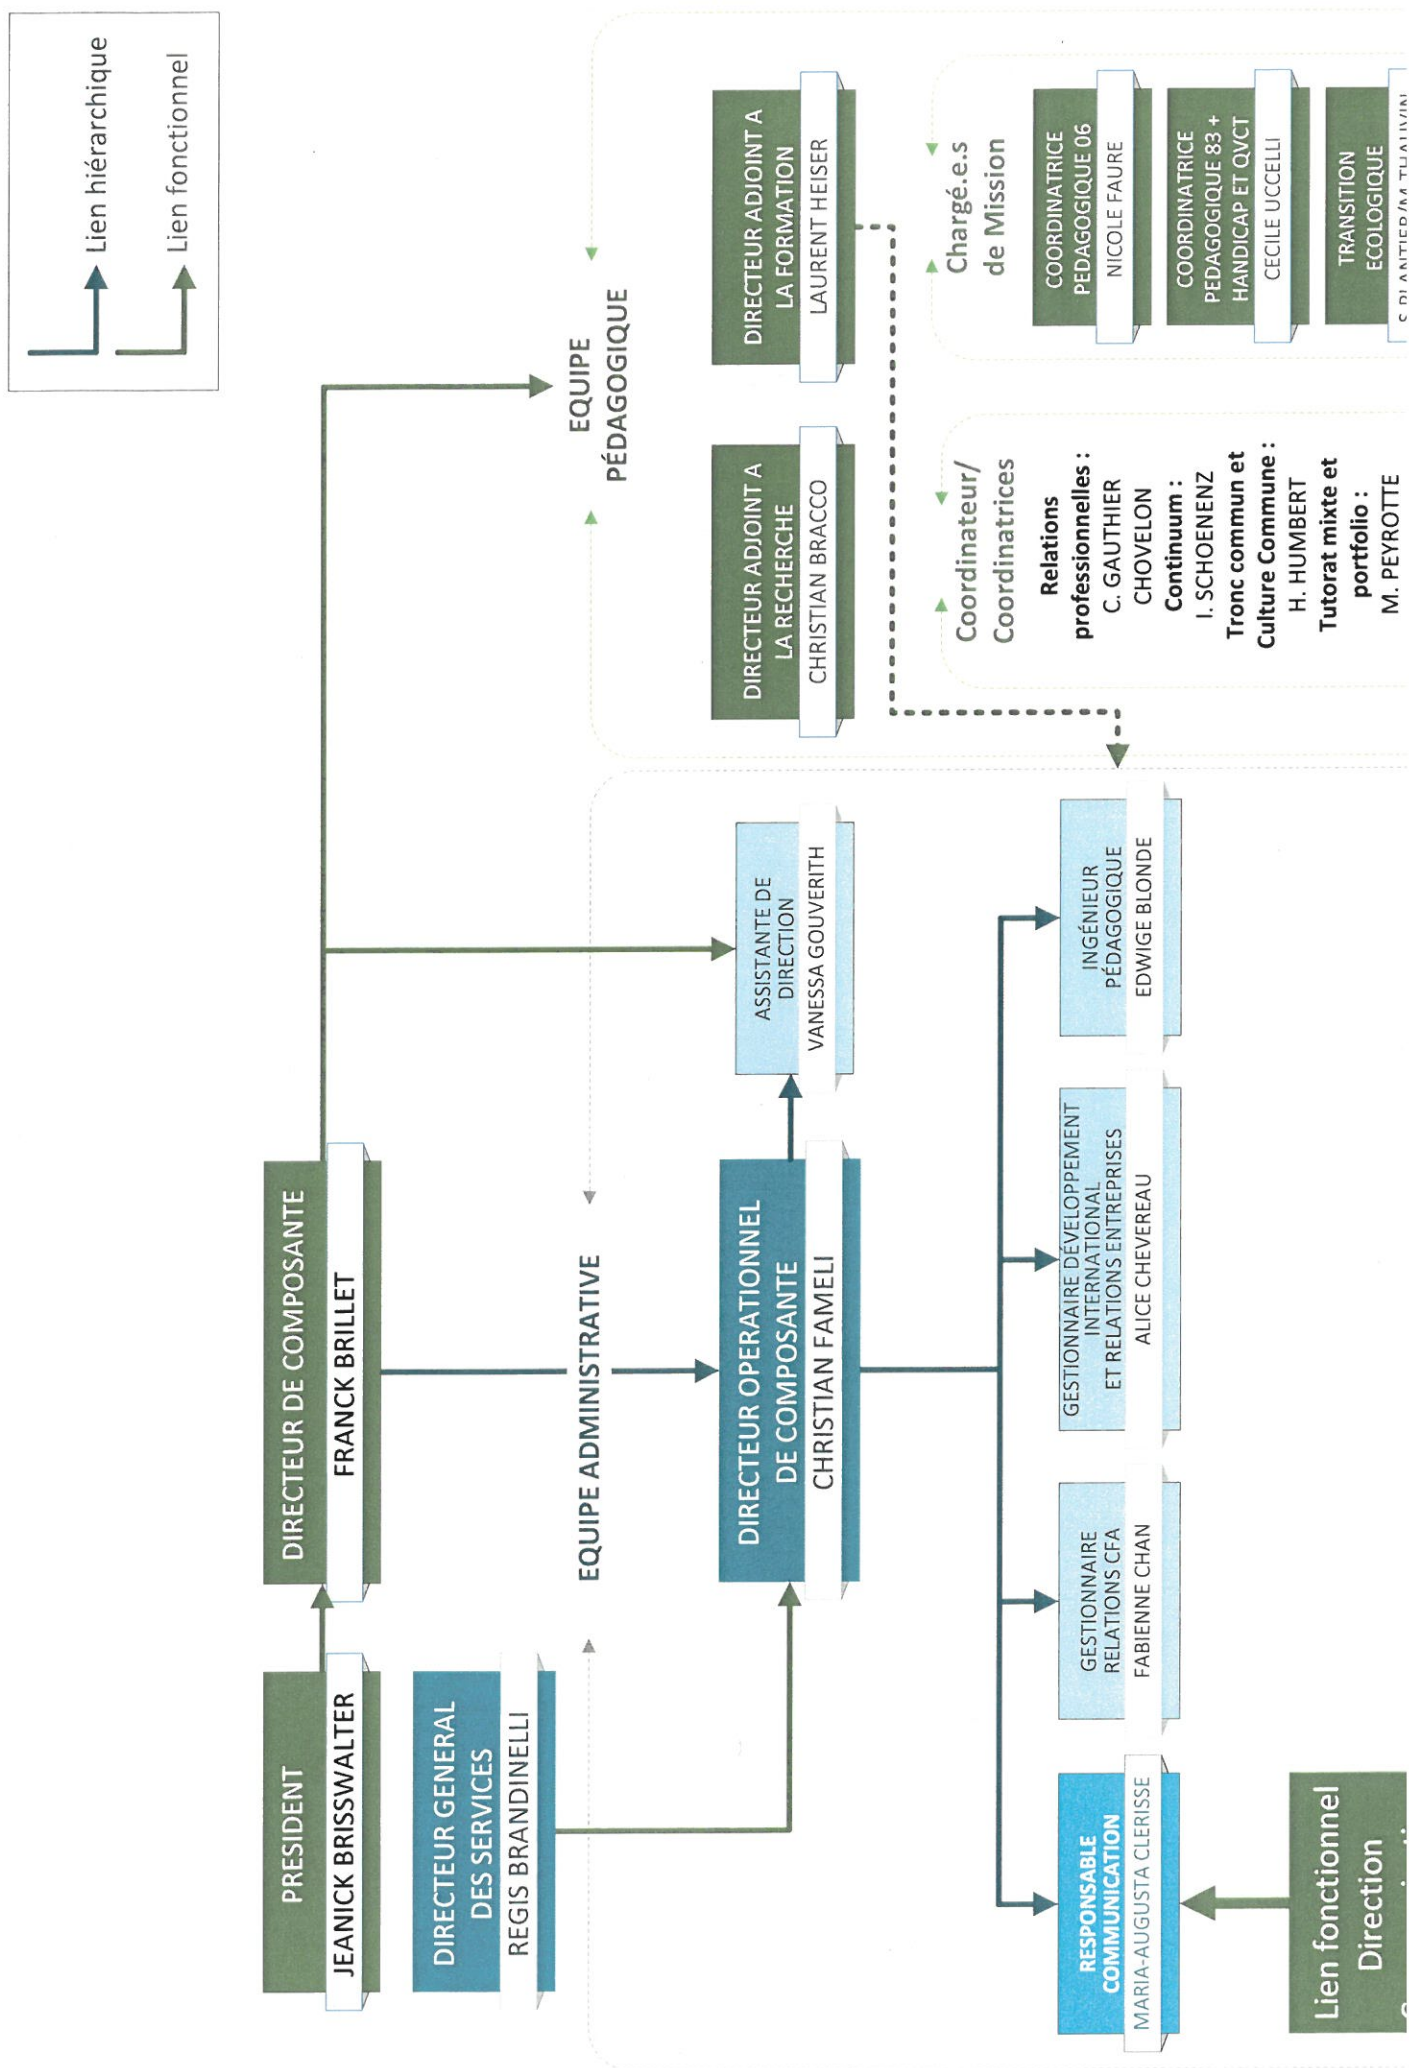 Lien hiérarchique
Lien fonctionnel
PRESIDENT
JEANICK BRISSWALTER
DIRECTEUR DE COMPOSANTE
FRANCK BRILLET
DIRECTEUR GENERAL
DES SERVICES
REGIS BRANDINELLI
EQUIPE ADMINISTRATIVE
EQUIPE
PÉDAGOGIQUE
DIRECTEUR OPERATIONNEL
DE COMPOSANTE
CHRISTIAN FAMELI
ASSISTANTE DE
DIRECTION
VANESSA GOUVERITH
DIRECTEUR ADJOINT A
LA RECHERCHE
CHRISTIAN BRACCO
DIRECTEUR ADJOINT A
LA FORMATION
LAURENT HEISER
RESPONSABLE
COMMUNICATION
MARIA-AUGUSTA CLERISSE
GESTIONNAIRE
RELATIONS CFA
FABIENNE CHAN
GESTIONNAIRE DÉVELOPPEMENT
INTERNATIONAL
ET RELATIONS ENTREPRISES
ALICE CHEVEREAU
INGÉNIEUR
PÉDAGOGIQUE
EDWIGE BLONDE
Coordinateur/
Coordinatrices
Relations
professionnelles :
C. GAUTHIER
CHOVELON
Continuum :
I. SCHOENENZ
Tronc commun et
Culture Commune :
H. HUMBERT
Tutorat mixte et
portfolio :
M. PEYROTTE
Chargé.e.s
de Mission
COORDINATRICE
PEDAGOGIQUE 06
NICOLE FAURE
COORDINATRICE
PEDAGOGIQUE 83 +
HANDICAP ET QVCT
CECILE UCCELLI
TRANSITION
ECOLOGIQUE
S.PLANTIER/M.THAUVIN
Lien fonctionnel
Direction